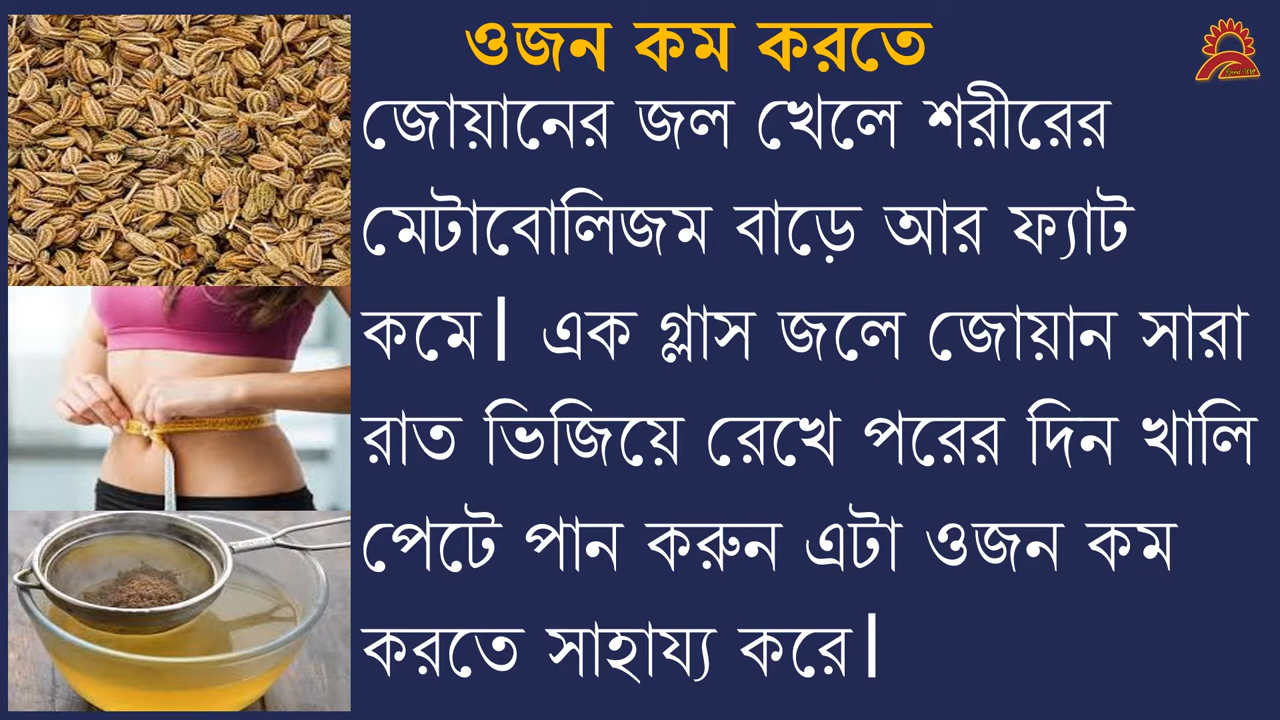 ওজন কম করতে
জোয়ানের জল খেলে শরীরের
মেটাবোলিজম বাড়ে আর ফ্যাট
কমে| এক গ্লাস জলে জোয়ান সারা
রাত ভিজিয়ে রেখে পরের দিন খালি
পেটে পান করুন এটা ওজন কম
করতে সাহায্য করে|